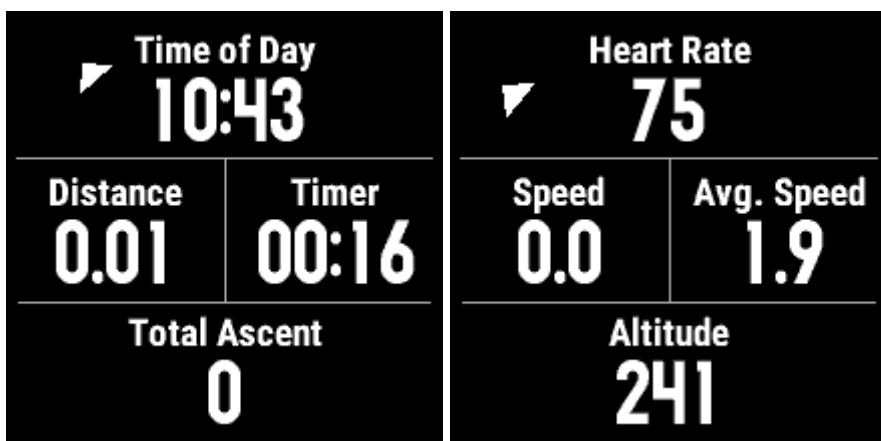 Time of Day
10:43
Distance
0.01
Timer
00:16
Total Ascent
0
Heart Rate
75
Speed
0.0
Avg. Speed
1.9
Altitude
241